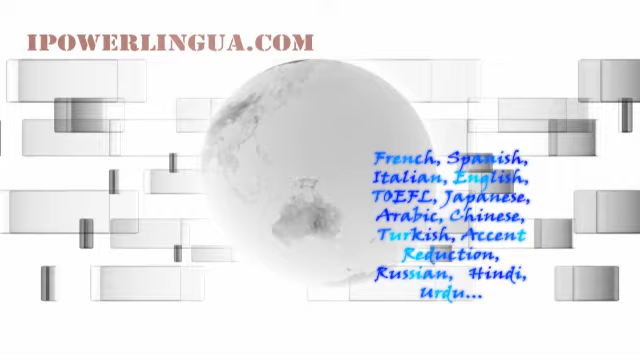 IPOWERLINGUA.COM
French, Spanish,
Italian, English,
TOEFL, Japanese,
Arabic, Chinese,
Turkish, Accent
Reduction,
Russian, Hindi,
Urdu...